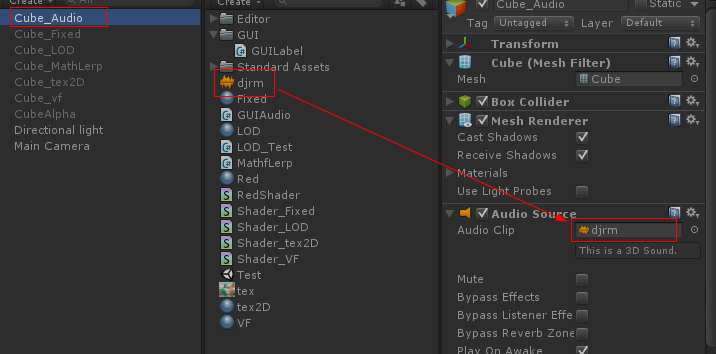 Create
All
Cube_Audio
Cube_Fixed
Cube_LOD
Cube_MathLerp
Cube_tex2D
Cube_vf
CubeAlpha
Directional light
Main Camera
Create
Editor
GUI
GUILabel
Standard Assets
djrm
Fixed
GUIAudio
LOD
LOD_Test
MathfLerp
Red
RedShader
Shader_Fixed
Shader_LOD
Shader_tex2D
Shader_VF
Test
tex
tex2D
VF
Cube_Audio
Static
Tag Untagged Layer Default
Transform
Cube (Mesh Filter)
Mesh Cube
Box Collider
Mesh Renderer
Cast Shadows
Receive Shadows
Materials
Use Light Probes
Audio Source
Audio Clip djrm
This is a 3D Sound.
Mute
Bypass Effects
Bypass Listener Effe
Bypass Reverb Zone
Play On Awake